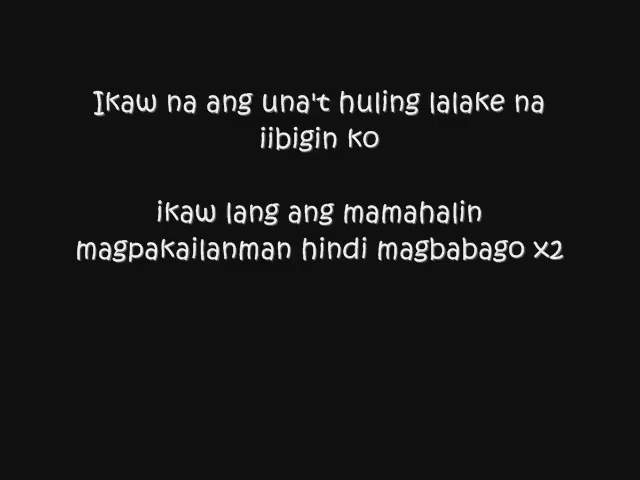 Ikaw na ang una't huling lalake na
iibigin ko
ikaw lang ang mamahalin
magpakailanman hindi magbabago x2